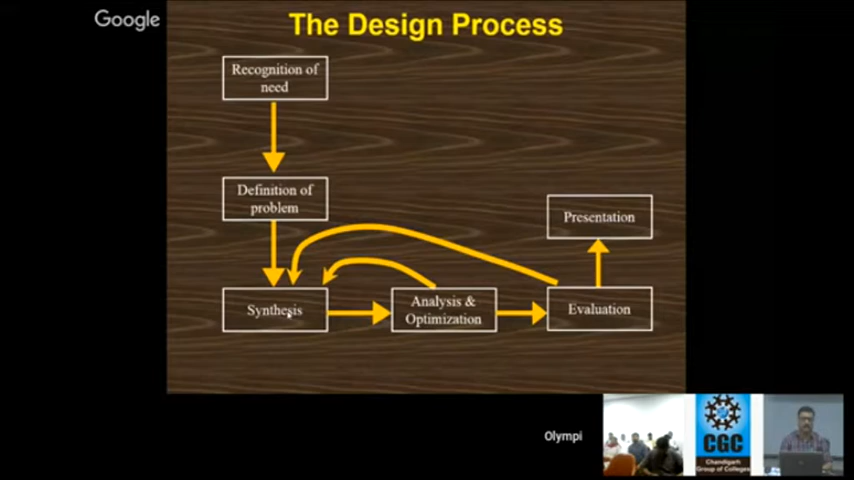 Google
The Design Process
Recognition of
need
Definition of
problem
Presentation
Synthesis
Analysis &
Optimization
Evaluation
Olympi
CGC
Chandigarh
Group of Colleges